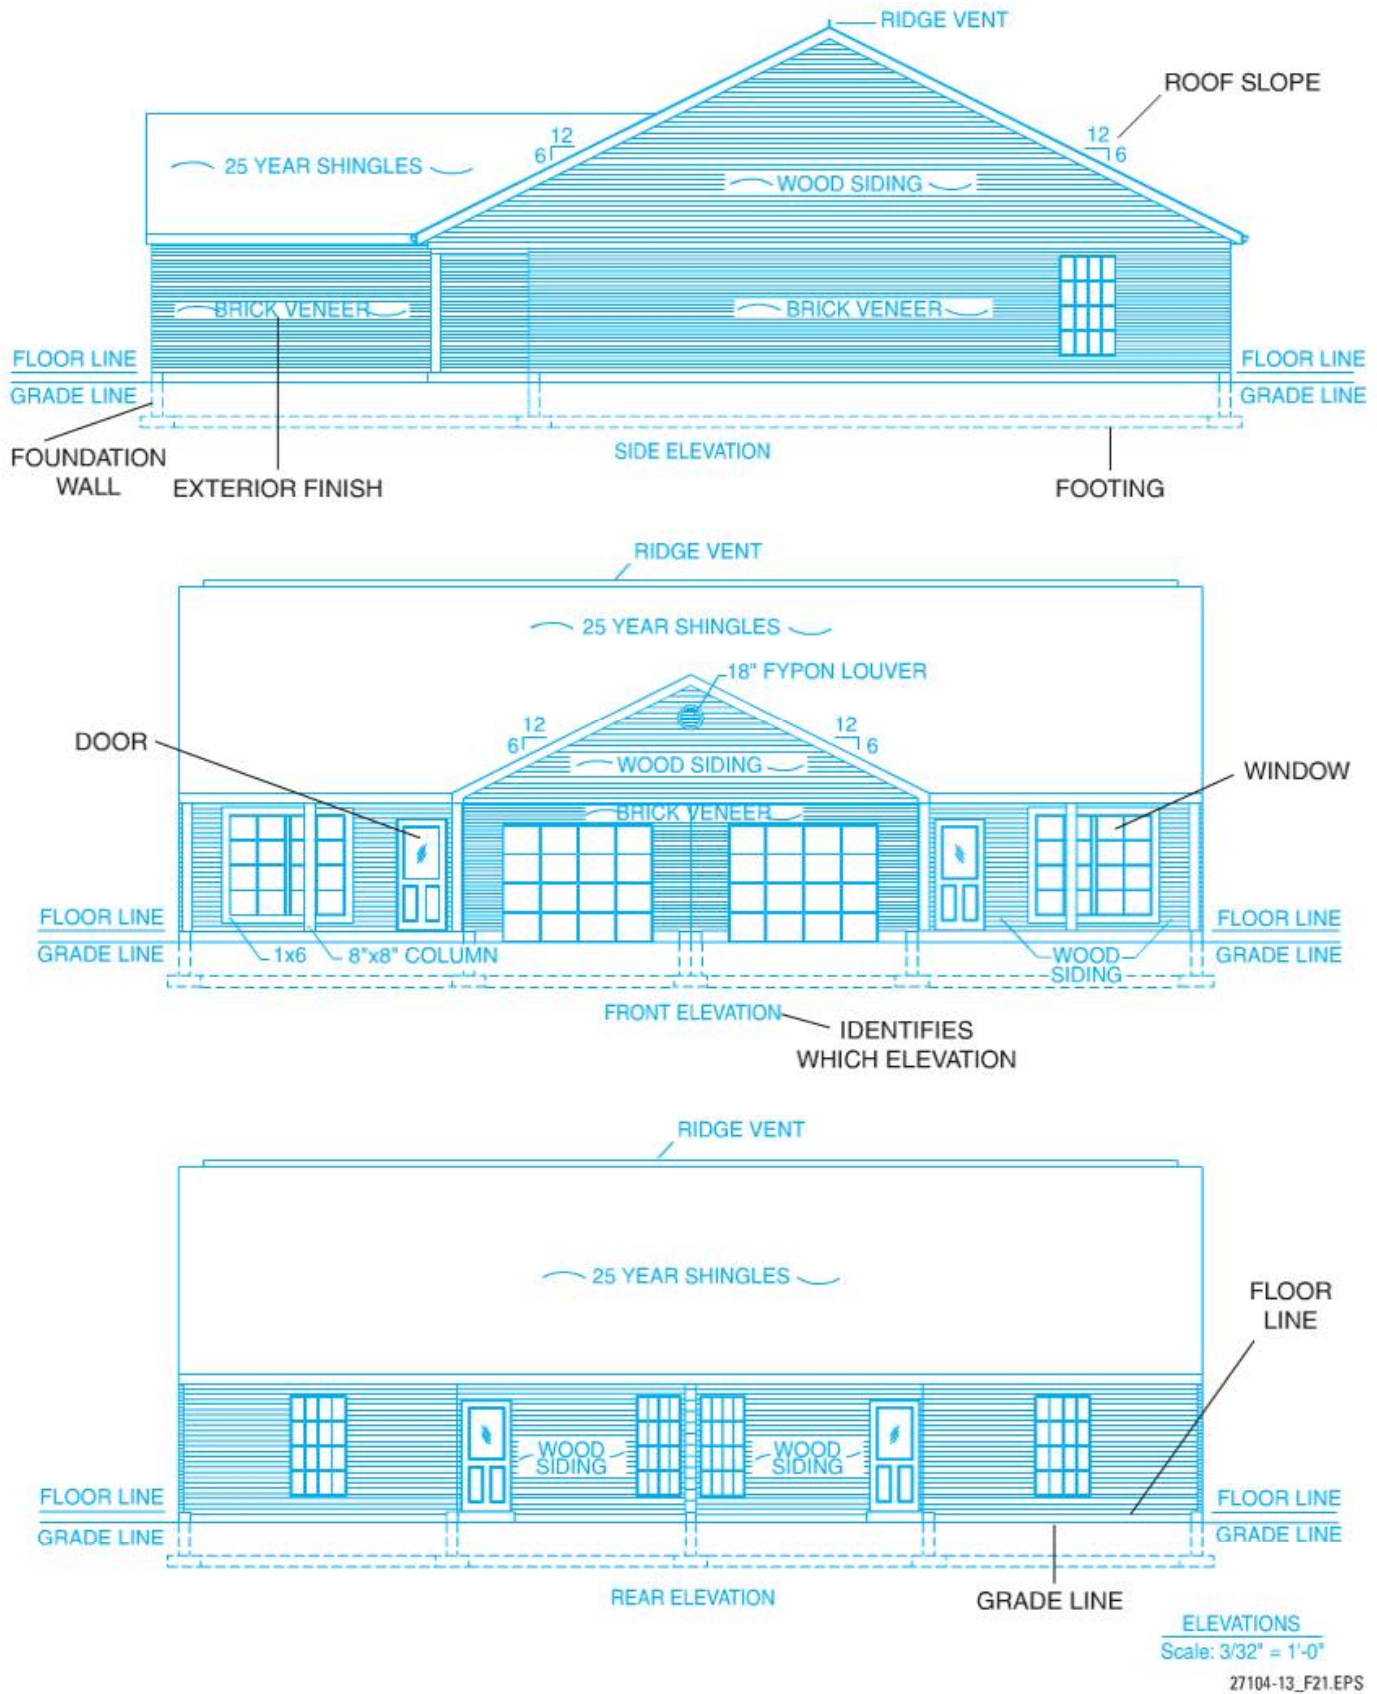 RIDGE VENT
ROOF SLOPE
12
6
12
6
25 YEAR SHINGLES
WOOD SIDING
BRICK VENEER
BRICK VENEER
FLOOR LINE
FLOOR LINE
GRADE LINE
GRADE LINE
FOUNDATION
WALL
EXTERIOR FINISH
SIDE ELEVATION
FOOTING
RIDGE VENT
25 YEAR SHINGLES
18" FYPON LOUVER
DOOR
12
6
12
6
WOOD SIDING
WINDOW
BRICK VENEER
FLOOR LINE
FLOOR LINE
GRADE LINE
1x6
8"x8" COLUMN
WOOD
SIDING
GRADE LINE
FRONT ELEVATION
IDENTIFIES
WHICH ELEVATION
RIDGE VENT
25 YEAR SHINGLES
FLOOR
LINE
WOOD
SIDING
WOOD
SIDING
FLOOR LINE
FLOOR LINE
GRADE LINE
GRADE LINE
REAR ELEVATION
GRADE LINE
ELEVATIONS
Scale: 3/32" = 1'-0"
27104-13_F21.EPS